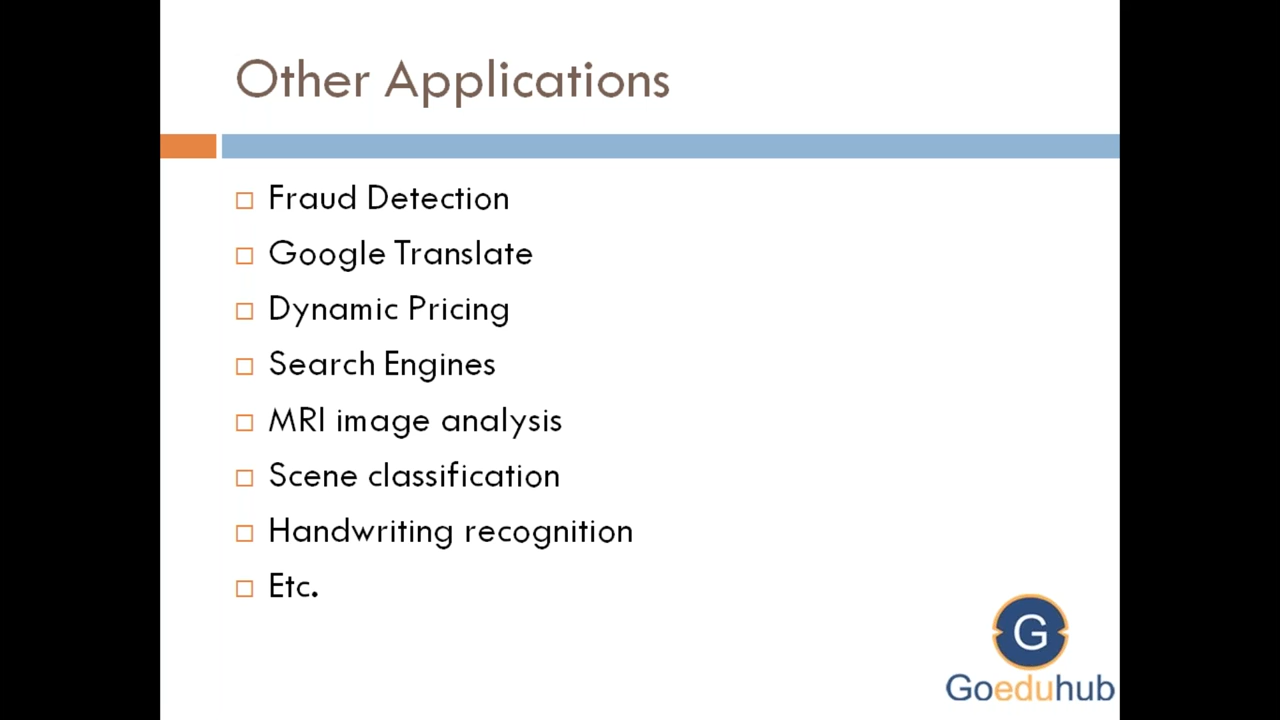 Other Applications
Fraud Detection
Google Translate
Dynamic Pricing
Search Engines
MRI image analysis
Scene classification
Handwriting recognition
Etc.
G
Goeduhub